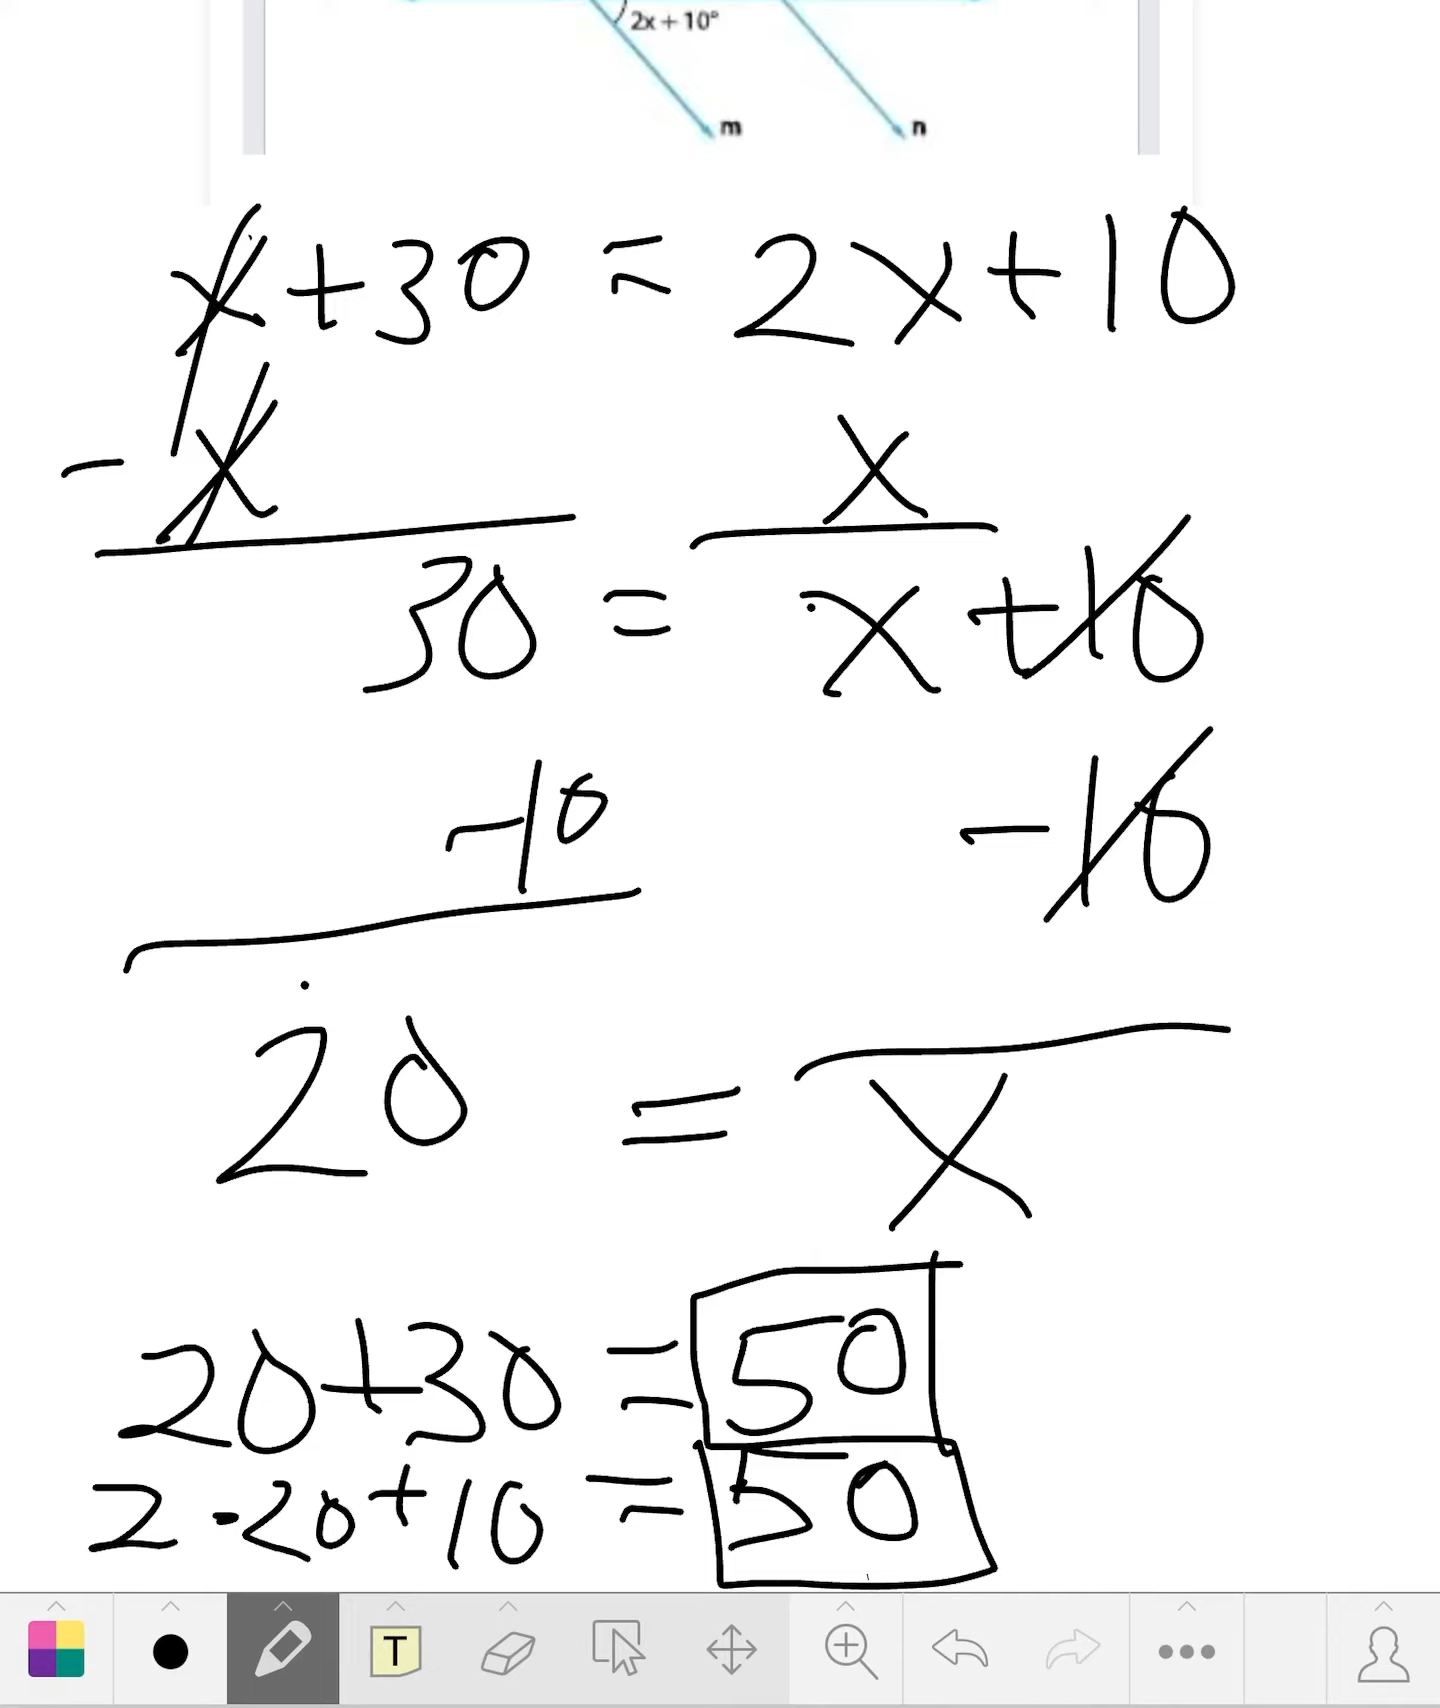 2x + 10°
m n
x + 30 = 2x + 10
- x x
30 = x + 10
-10 -10
20 = x
20 + 30 = 50
2 · 20 + 10 = 50
T